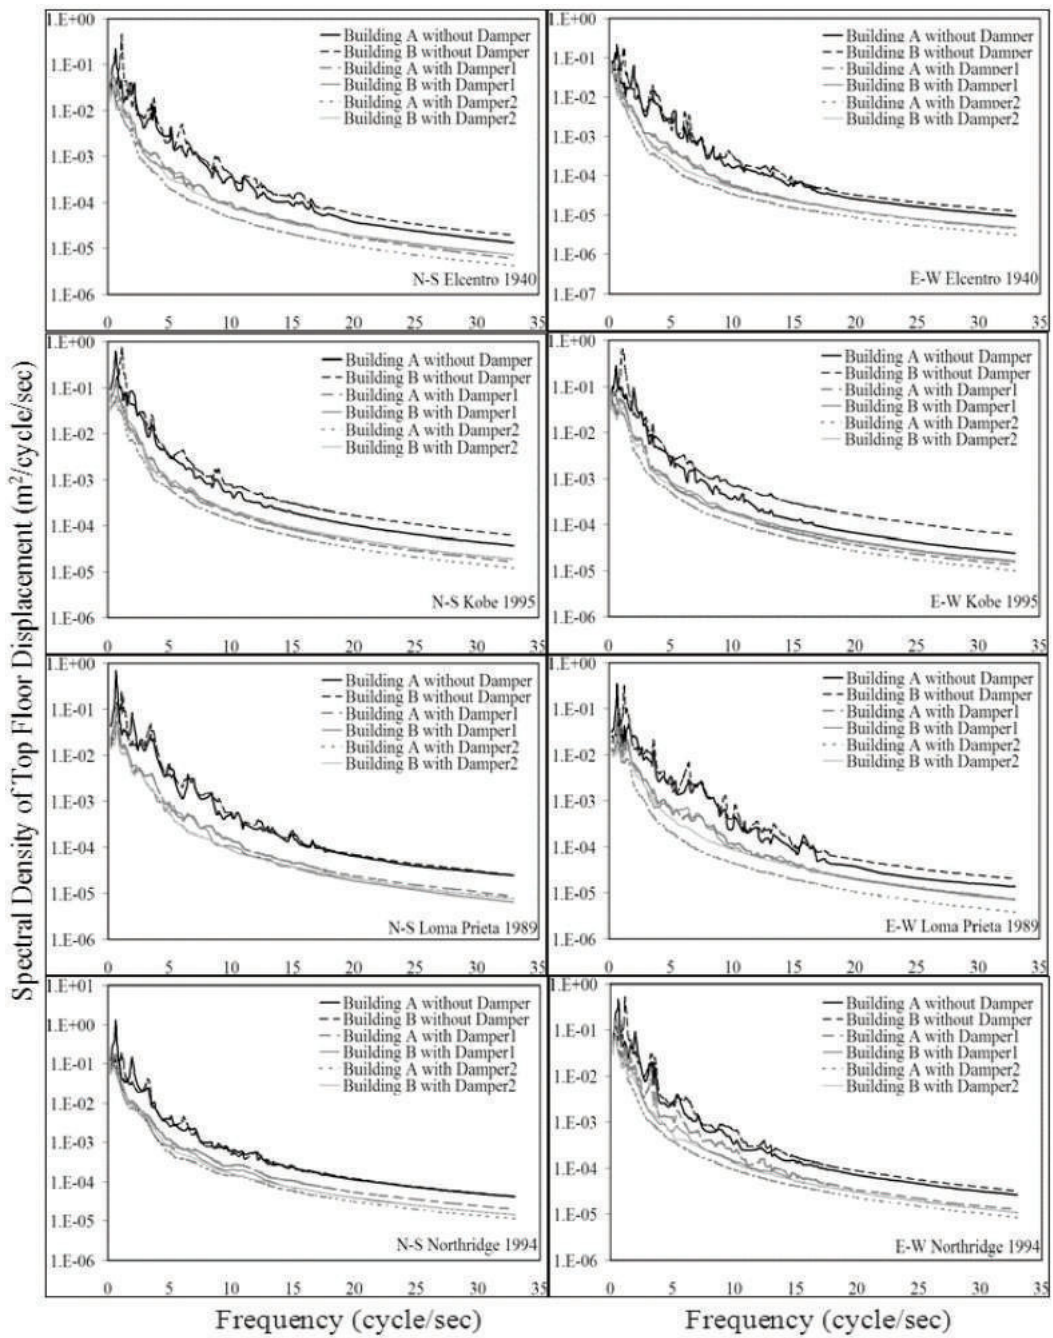 Spectral Density of Top Floor Displacement (m²/cycle/sec)
1.E+00
1.E-01
1.E-02
1.E-03
1.E-04
1.E-05
1.E-06
Building A without Damper
Building B without Damper
Building A with Damper1
Building B with Damper1
Building A with Damper2
Building B with Damper2
N-S Elcentro 1940
0 5 10 15 20 25 30 35
1.E+00
1.E-01
1.E-02
1.E-03
1.E-04
1.E-05
1.E-06
1.E-07
Building A without Damper
Building B without Damper
Building A with Damper1
Building B with Damper1
Building A with Damper2
Building B with Damper2
E-W Elcentro 1940
0 5 10 15 20 25 30 35
1.E+00
1.E-01
1.E-02
1.E-03
1.E-04
1.E-05
1.E-06
Building A without Damper
Building B without Damper
Building A with Damper1
Building B with Damper1
Building A with Damper2
Building B with Damper2
N-S Kobe 1995
0 5 10 15 20 25 30 35
1.E+00
1.E-01
1.E-02
1.E-03
1.E-04
1.E-05
1.E-06
Building A without Damper
Building B without Damper
Building A with Damper1
Building B with Damper1
Building A with Damper2
Building B with Damper2
E-W Kobe 1995
0 5 10 15 20 25 30 35
1.E+00
1.E-01
1.E-02
1.E-03
1.E-04
1.E-05
1.E-06
Building A without Damper
Building B without Damper
Building A with Damper1
Building B with Damper1
Building A with Damper2
Building B with Damper2
N-S Loma Prieta 1989
0 5 10 15 20 25 30 35
1.E+00
1.E-01
1.E-02
1.E-03
1.E-04
1.E-05
1.E-06
Building A without Damper
Building B without Damper
Building A with Damper1
Building B with Damper1
Building A with Damper2
Building B with Damper2
E-W Loma Prieta 1989
0 5 10 15 20 25 30 35
1.E+01
1.E+00
1.E-01
1.E-02
1.E-03
1.E-04
1.E-05
1.E-06
Building A without Damper
Building B without Damper
Building A with Damper1
Building B with Damper1
Building A with Damper2
Building B with Damper2
N-S Northridge 1994
0 5 10 15 20 25 30 35
1.E+00
1.E-01
1.E-02
1.E-03
1.E-04
1.E-05
1.E-06
Building A without Damper
Building B without Damper
Building A with Damper1
Building B with Damper1
Building A with Damper2
Building B with Damper2
E-W Northridge 1994
0 5 10 15 20 25 30 35
Frequency (cycle/sec)
Frequency (cycle/sec)